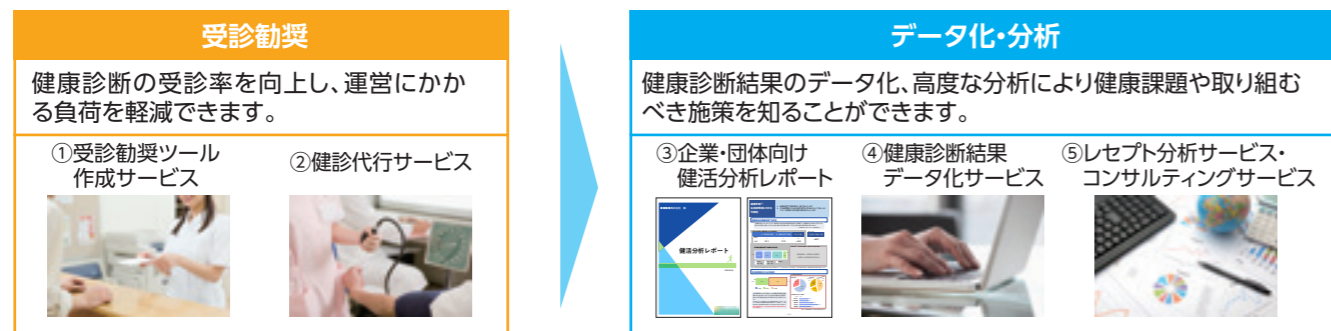 受診勧奨
健康診断の受診率を向上し、運営にかか
る負荷を軽減できます。
①受診勧奨ツール
作成サービス
②健診代行サービス
データ化・分析
健康診断結果のデータ化、高度な分析により健康課題や取り組む
べき施策を知ることができます。
③企業・団体向け
健活分析レポート
④健康診断結果
データ化サービス
⑤レセプト分析サービス・
コンサルティングサービス
健活分析レポート